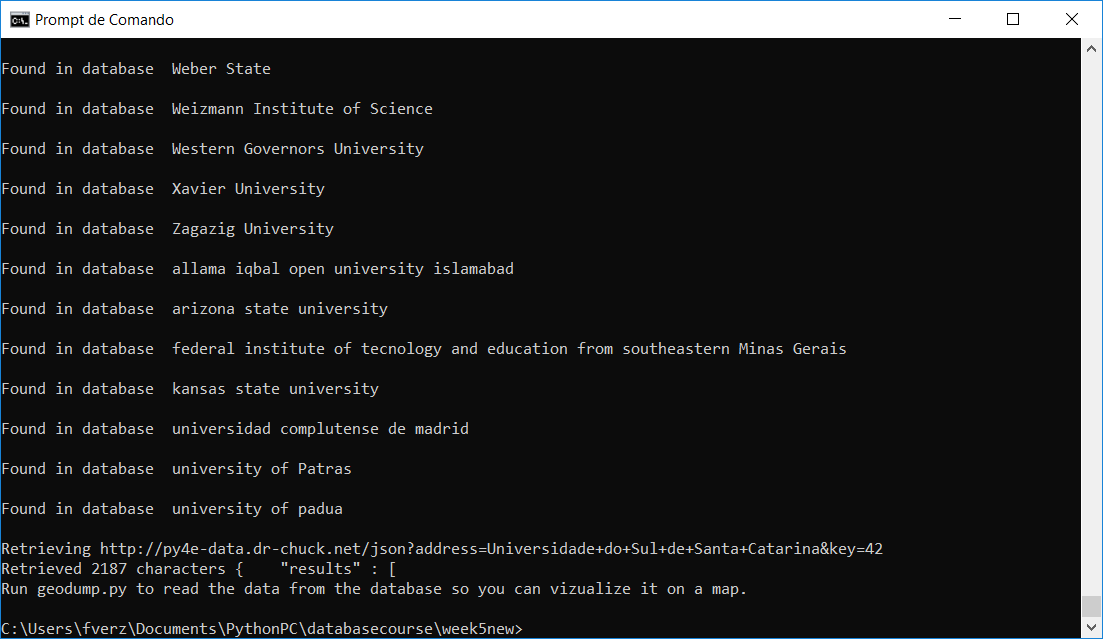 Prompt de Comando
Found in database  Weber State
Found in database  Weizmann Institute of Science
Found in database  Western Governors University
Found in database  Xavier University
Found in database  Zagazig University
Found in database  allama iqbal open university islamabad
Found in database  arizona state university
Found in database  federal institute of tecnology and education from southeastern Minas Gerais
Found in database  kansas state university
Found in database  universidad complutense de madrid
Found in database  university of Patras
Found in database  university of padua
Retrieving http://py4e-data.dr-chuck.net/json?address=Universidade+do+Sul+de+Santa+Catarina&key=42
Retrieved 2187 characters {    "results" : [
Run geodump.py to read the data from the database so you can vizualize it on a map.
C:\Users\fverz\Documents\PythonPC\databasecourse\week5new>